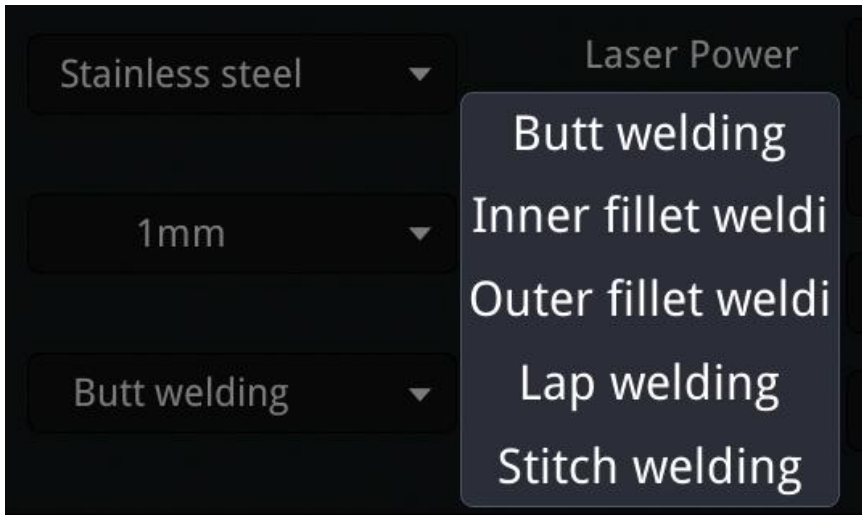 Stainless steel
1mm
Butt welding
Laser Power
Butt welding
Inner fillet weldi
Outer fillet weldi
Lap welding
Stitch welding